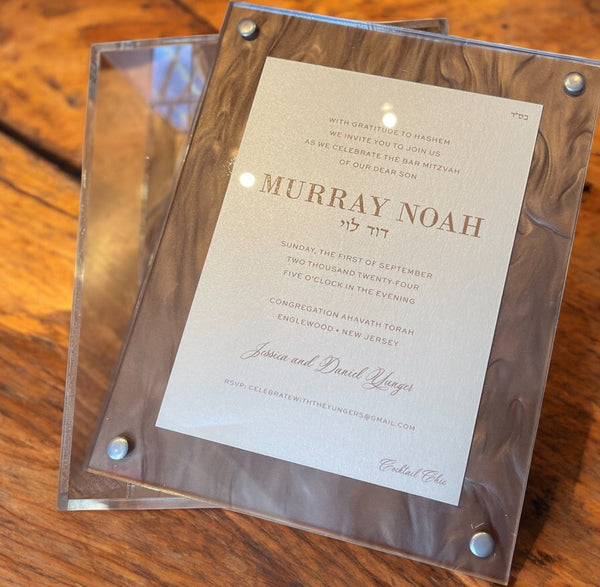 בס״ד
WITH GRATITUDE TO HASHEM
WE INVITE YOU TO JOIN US
AS WE CELEBRATE THE BAR MITZVAH
OF OUR DEAR SON
MURRAY NOAH
דוד לוי
SUNDAY, THE FIRST OF SEPTEMBER
TWO THOUSAND TWENTY-FOUR
FIVE O'CLOCK IN THE EVENING
CONGREGATION AHAVATH TORAH
ENGLEWOOD • NEW JERSEY
Jessica and Daniel Yunger
RSVP: CELEBRATEWITHTHEYUNGERS@GMAIL.COM
Cocktail Chic